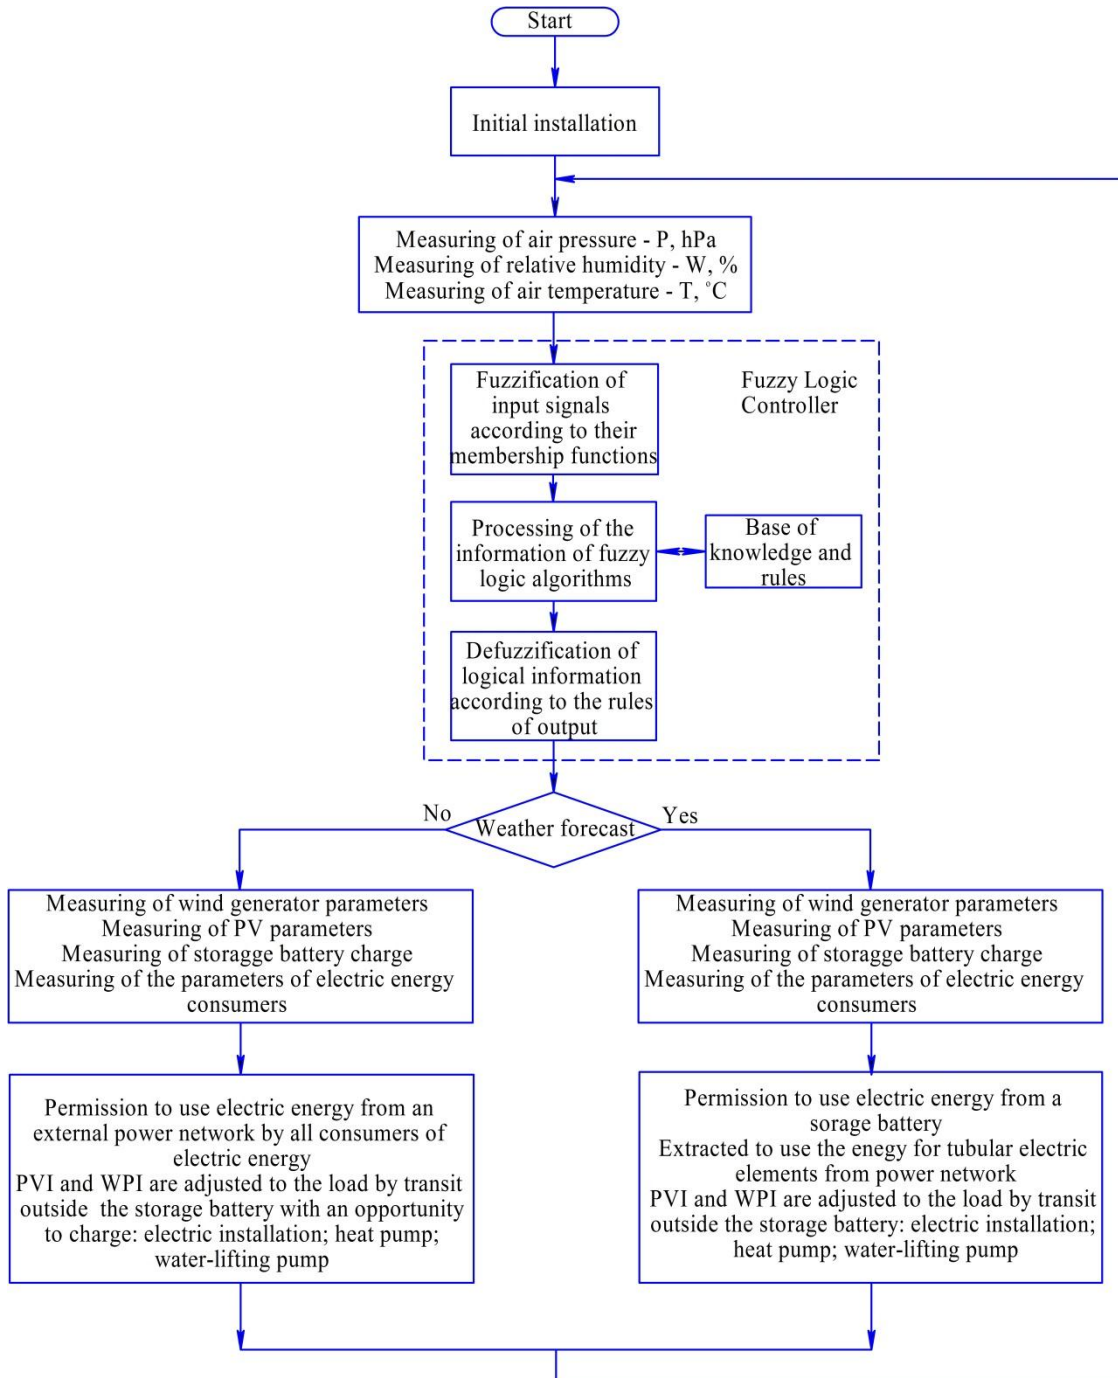 Start
Initial installation
Measuring of air pressure - P, hPa
Measuring of relative humidity - W, %
Measuring of air temperature - T, °C
Fuzzification of
input signals
according to their
membership functions
Fuzzy Logic
Controller
Processing of the
information of fuzzy
logic algorithms
Base of
knowledge and
rules
Defuzzification of
logical information
according to the rules
of output
No
Weather forecast
Yes
Measuring of wind generator parameters
Measuring of PV parameters
Measuring of storagge battery charge
Measuring of the parameters of electric energy
consumers
Measuring of wind generator parameters
Measuring of PV parameters
Measuring of storagge battery charge
Measuring of the parameters of electric energy
consumers
Permission to use electric energy from an
external power network by all consumers of
electric energy
PVI and WPI are adjusted to the load by transit
outside the storage battery with an opportunity
to charge: electric installation; heat pump;
water-lifting pump
Permission to use electric energy from a
sorage battery
Extracted to use the enegy for tubular electric
elements from power network
PVI and WPI are adjusted to the load by transit
outside the storage battery: electric installation;
heat pump; water-lifting pump